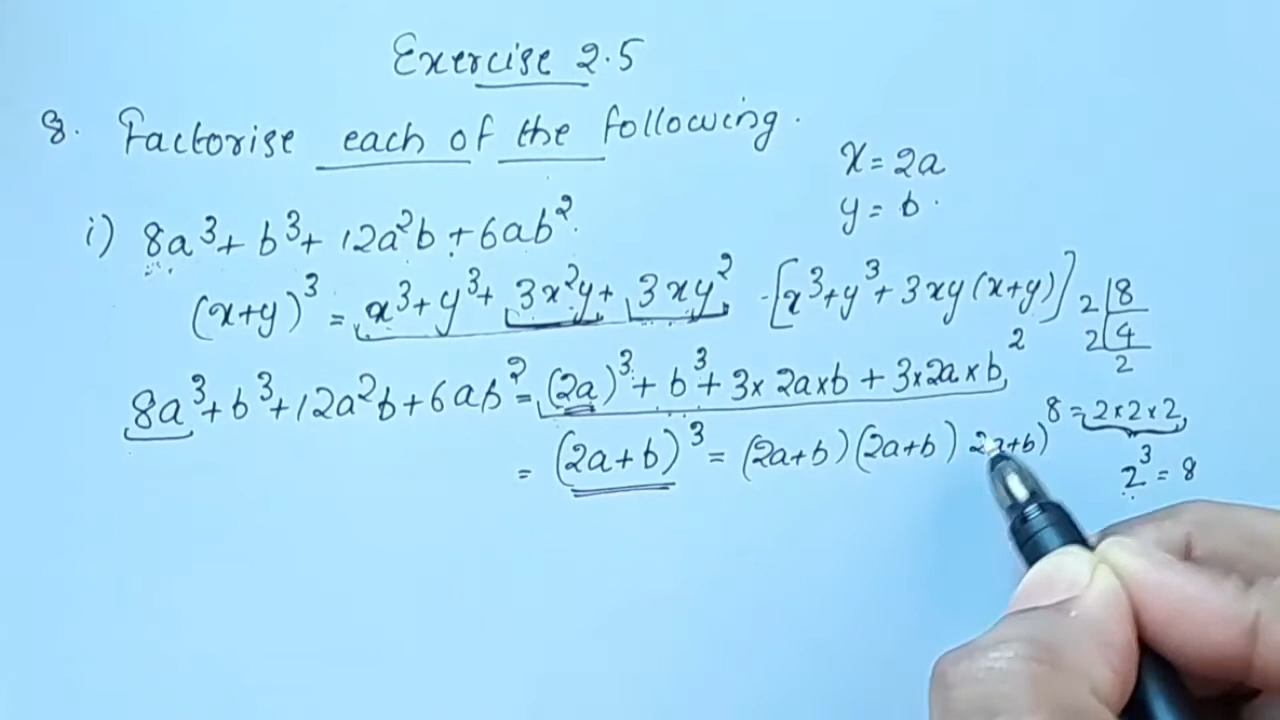 Exercise 2.5
8. Factorise each of the following.
x = 2a
y = b.
i) 8a³ + b³ + 12a²b + 6ab².
(x+y)³ = x³ + y³ + 3x²y + 3xy² [x³ + y³ + 3xy(x+y)]
2 | 8
2 | 4
2
8a³ + b³ + 12a²b + 6ab² = (2a)³ + b³ + 3 × 2a × b + 3 × 2a × b²
= (2a+b)³ = (2a+b) (2a+b) 2a+b)
8 = 2 × 2 × 2
2³ = 8